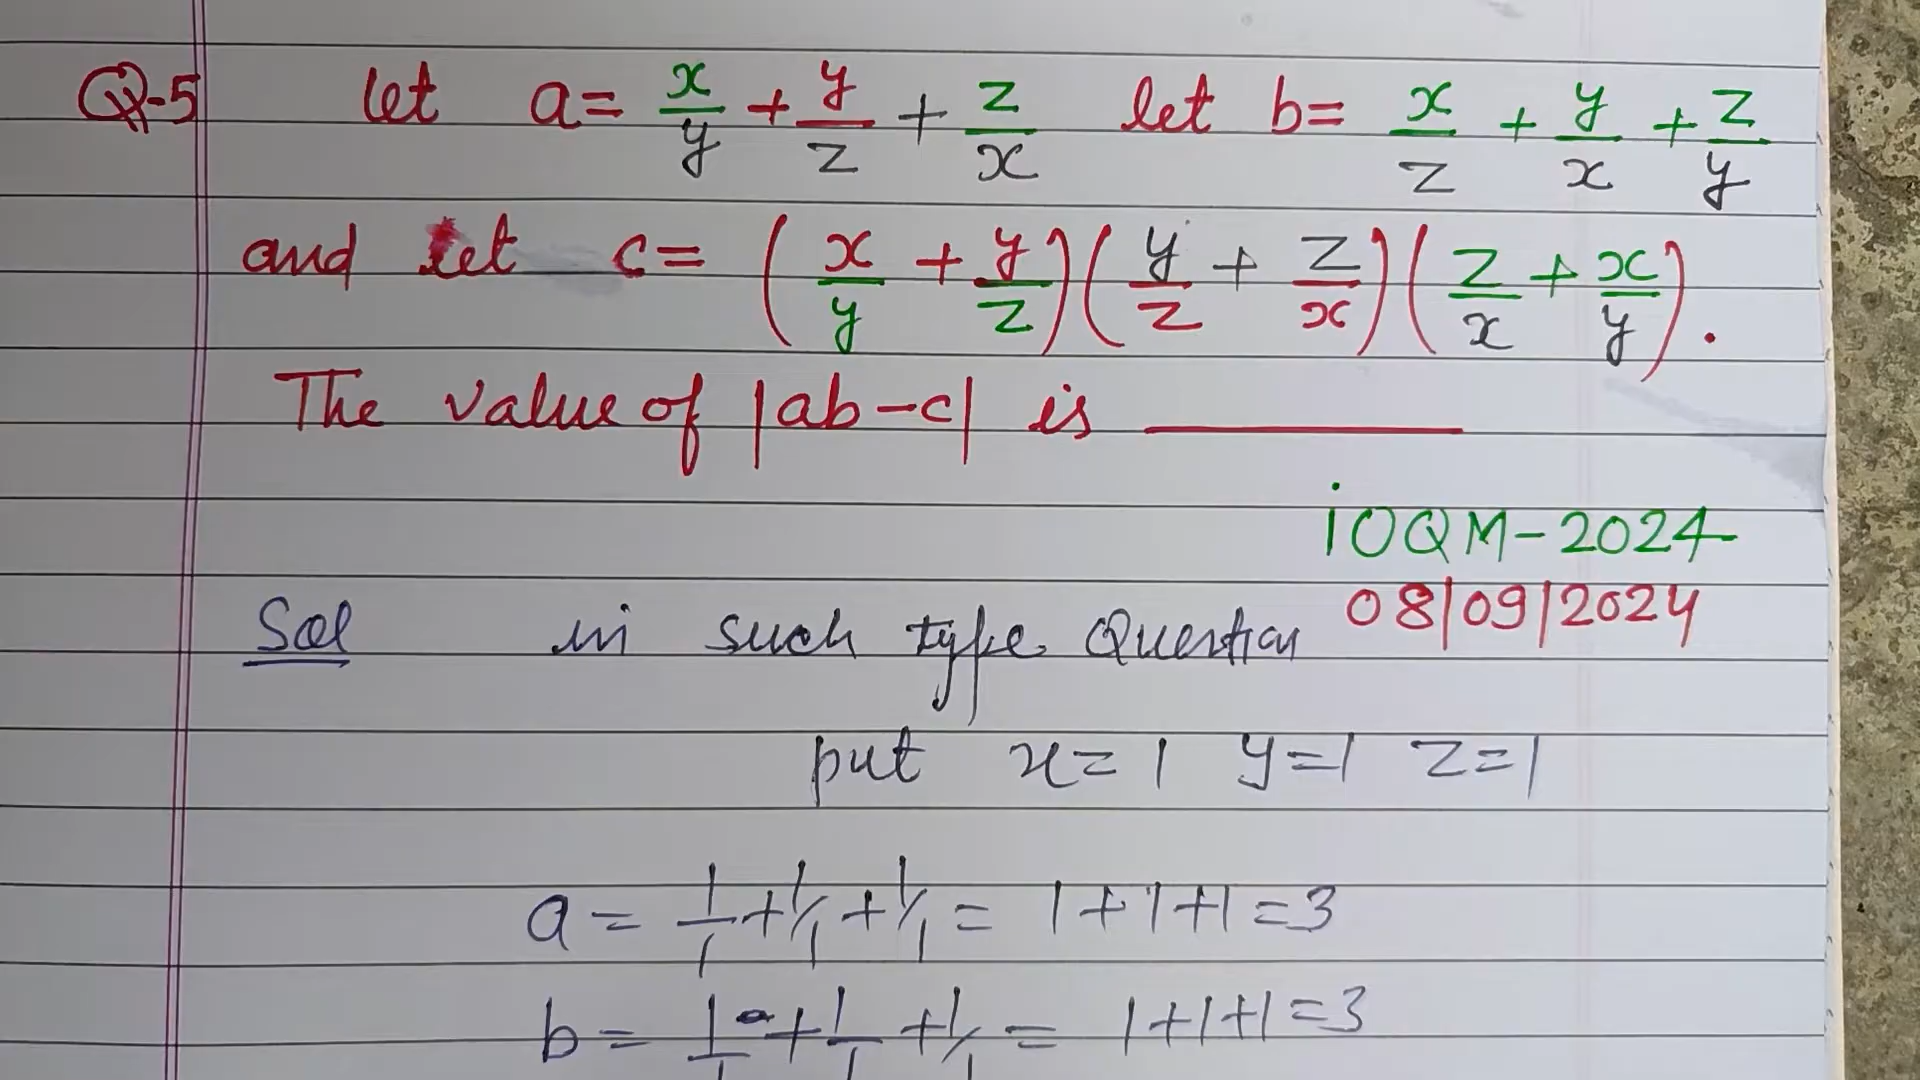 Q-5 let a= x/y + y/z + z/x let b= x/z + y/x + z/y
and let c= (x/y + y/z)(y/z + z/x)(z/x + x/y).
The value of |ab-c| is ______
iOQM-2024
08/09/2024
Sol in such type Question
put x=1 y=1 z=1
a = 1/1 + 1/1 + 1/1 = 1+1+1=3
b = 1/1 + 1/1 + 1/1 = 1+1+1=3